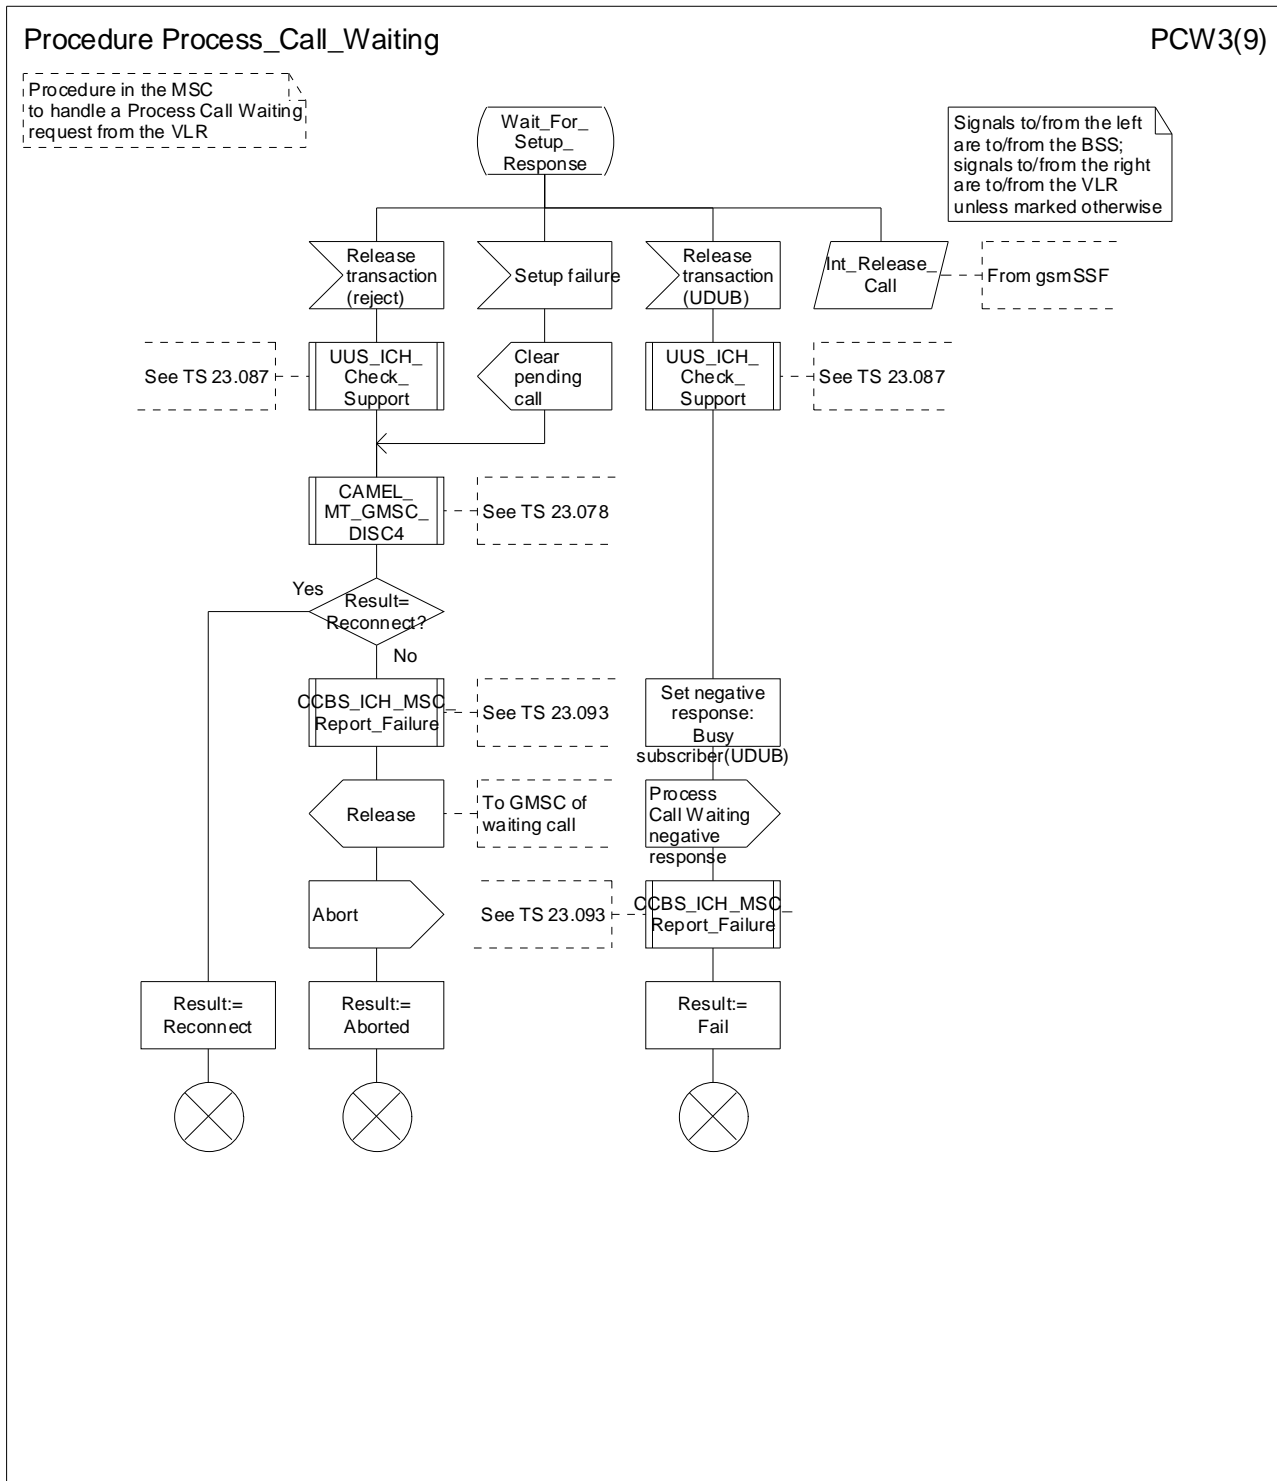 Procedure Process_Call_Waiting
PCW3(9)
Procedure in the MSC
to handle a Process Call Waiting
request from the VLR
Wait_For_
Setup_
Response
Signals to/from the left
are to/from the BSS;
signals to/from the right
are to/from the VLR
unless marked otherwise
Release
transaction
(reject)
Setup failure
Release
transaction
(UDUB)
Int_Release_
Call
From gsmSSF
See TS 23.087
UUS_ICH_
Check_
Support
Clear
pending
call
UUS_ICH_
Check_
Support
See TS 23.087
CAMEL_
MT_GMSC_
DISC4
See TS 23.078
Yes
Result=
Reconnect?
No
CCBS_ICH_MSC_
Report_Failure
See TS 23.093
Set negative
response:
Busy
subscriber(UDUB)
Release
To GMSC of
waiting call
Process
Call Waiting
negative
response
Abort
See TS 23.093
CCBS_ICH_MSC_
Report_Failure
Result:=
Reconnect
Result:=
Aborted
Result:=
Fail